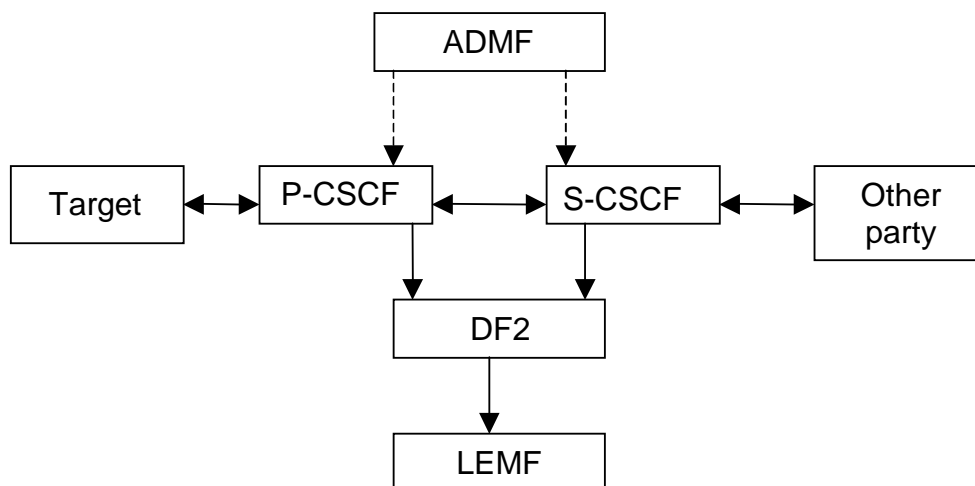 ADMF
Target
P-CSCF
S-CSCF
Other
party
DF2
LEMF